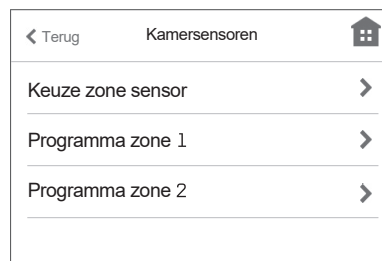 Terug
Kamersensoren
Keuze zone sensor
Programma zone 1
Programma zone 2